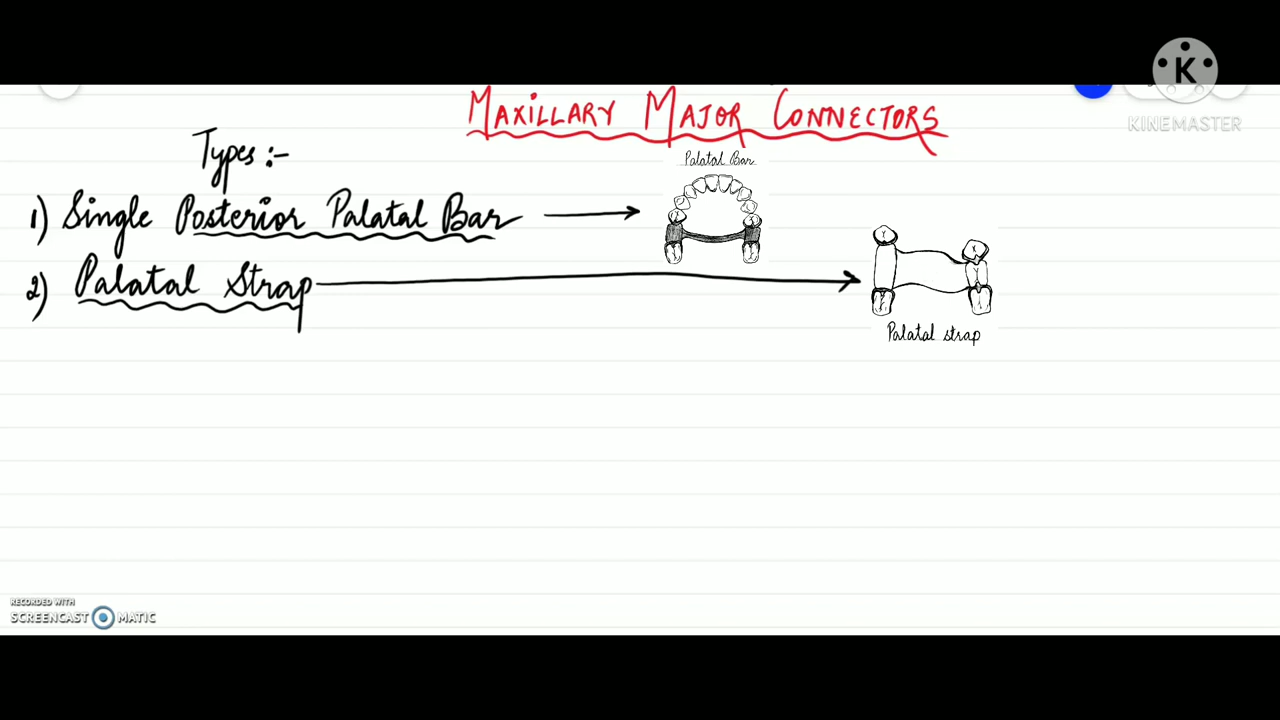 MAXILLARY MAJOR CONNECTORS
KINEMASTER
Types :-
Palatal Bar
1) Single Posterior Palatal Bar
2) Palatal Strap
Palatal strap
RECORDED WITH
SCREENCAST MATIC